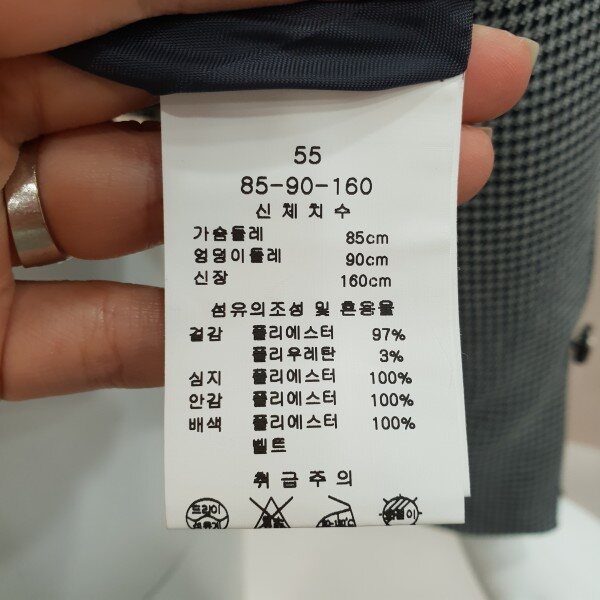 55
85-90-160
신체치수
가슴둘레 85cm
엉덩이둘레 90cm
신장 160cm
섬유의조성 및 혼용율
겉감 폴리에스터 97%
폴리우레탄 3%
심지 폴리에스터 100%
안감 폴리에스터 100%
배색 폴리에스터 100%
벨트
취급주의
드라이